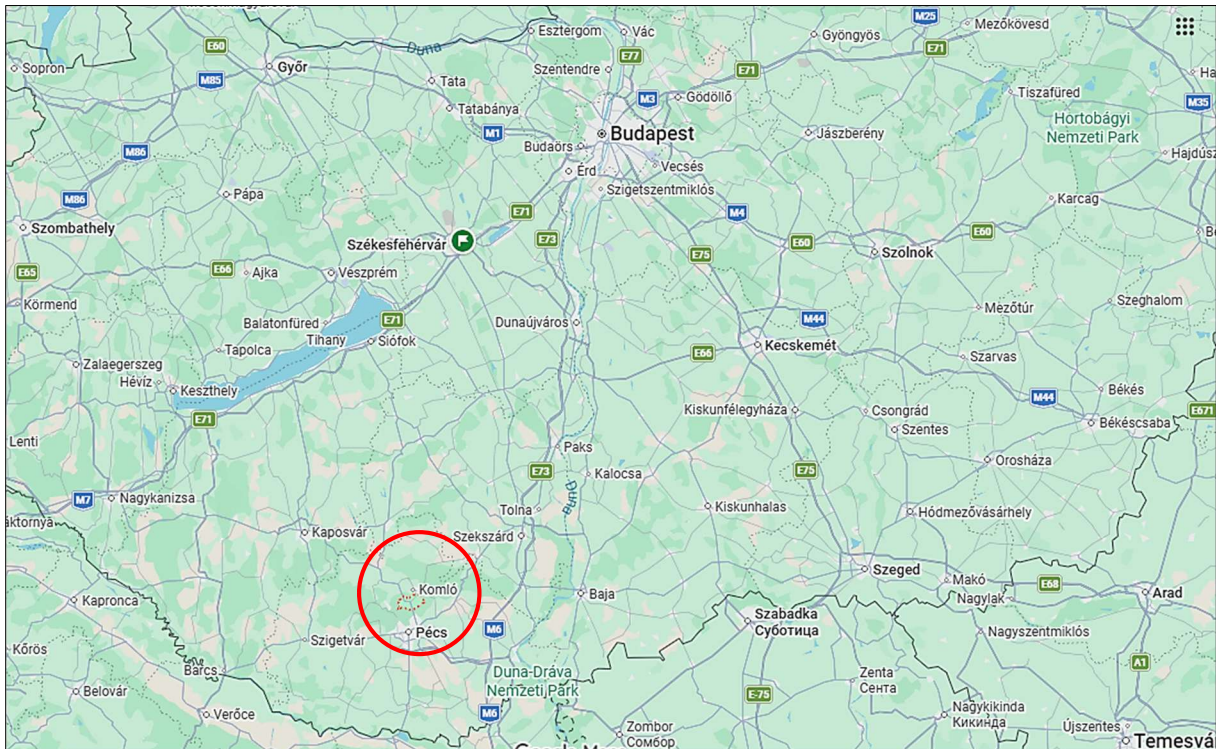 M25
Mezőkövesd
Esztergom
Vác
Gyöngyös
E60
Duna
E77
E71
Sopron
Győr
Szentendre
E71
M85
Tata
M3
Gödöllő
Tiszafüred
M35
Tatabánya
Hortobágyi
Nemzeti Park
M1
Budapest
Jászberény
M86
Budaörs
Hajdúsz
Érd
Vecsés
M86
Pápa
Szigetszentmiklós
Karcag
E71
M4
Szombathely
Székesfehérvár
E73
E60
E60
E75
Szolnok
E65
E66
Ajka
Veszprém
Körmend
Mezőtúr
Szeghalom
Balatonfüred
E71
Dunaújváros
M44
Tihany
Siófok
Tapolca
E66
Kecskemét
Zalaegerszeg
Szarvas
Hévíz
Keszthely
Békés
M44
E71
Kiskunfélegyháza
Csongrád
E671
Békéscsaba
Lenti
Szentes
Paks
Orosháza
E73
Kalocsa
E75
M7
Nagykanizsa
Duna
Tolna
Kiskunhalas
Hódmezővásárhely
áktornya
Kaposvár
Szekszárd
Szeged
Makó
E68
Komló
Baja
Nagylak
Arad
Kapronca
Szabadka
Суботица
Szigetvár
Pécs
M6
Nagyszentmiklós
Kőrös
A1
Barcs
Duna-Dráva
Nemzeti Park
Zenta
Сента
Belovár
E-75
Verőce
M6
Nagykikinda
Кикинда
Zombor
Сомбор
Újszentes
Temesvá